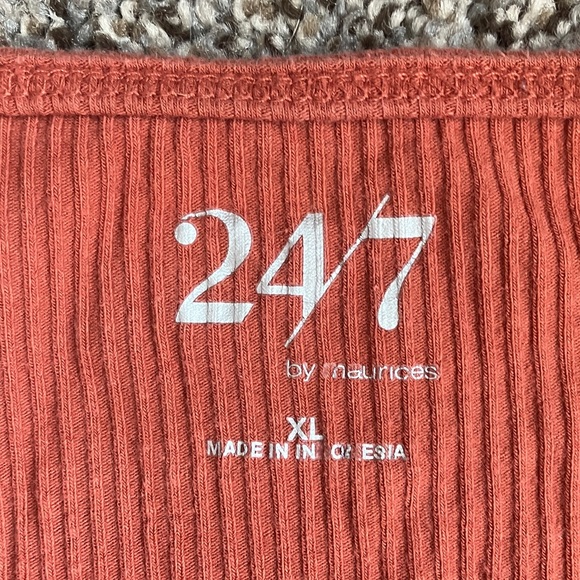 24/7
by maurices
XL
MADE IN INDONESIA